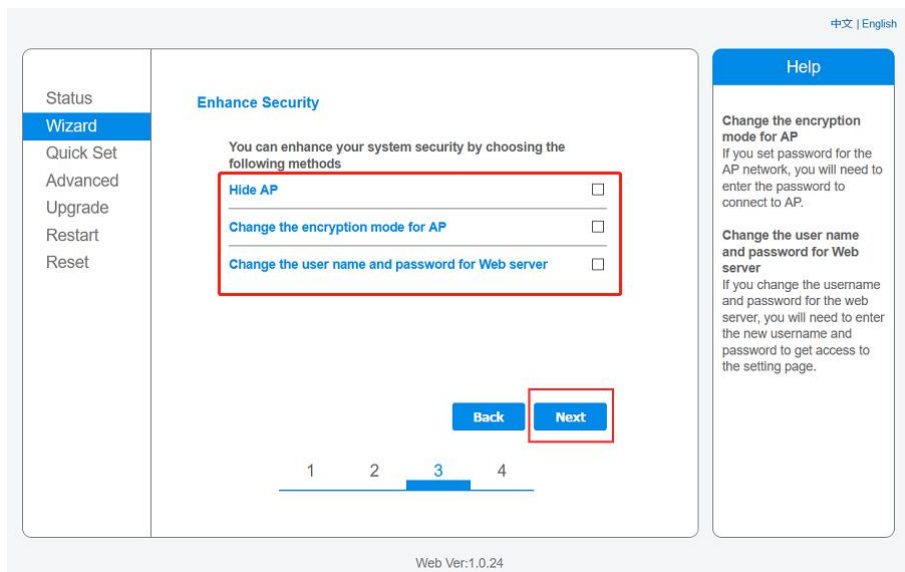 中文 | English
Status
Wizard
Quick Set
Advanced
Upgrade
Restart
Reset
Enhance Security
You can enhance your system security by choosing the
following methods
Hide AP
Change the encryption mode for AP
Change the user name and password for Web server
Back
Next
1 2 3 4
Help
Change the encryption
mode for AP
If you set password for the
AP network, you will need to
enter the password to
connect to AP.
Change the user name
and password for Web
server
If you change the username
and password for the web
server, you will need to enter
the new username and
password to get access to
the setting page.
Web Ver:1.0.24